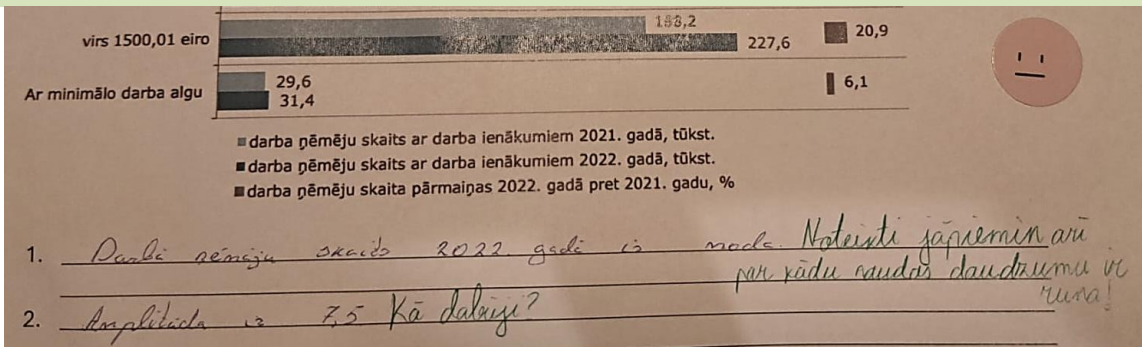 virs 1500,01 eiro 188,2 20,9
227,6
Ar minimālo darba algu 29,6 6,1
31,4
darba ņēmēju skaits ar darba ienākumiem 2021. gadā, tūkst.
darba ņēmēju skaits ar darba ienākumiem 2022. gadā, tūkst.
darba ņēmēju skaita pārmaiņas 2022. gadā pret 2021. gadu, %
1. Darba nēmēju skaits 2022. gadā ir moda. Noteikti jāpiemin arī
par kādu naudas daudzumu ir
runa!
2. Amplitūda ir 7,5 Kā dabūji?